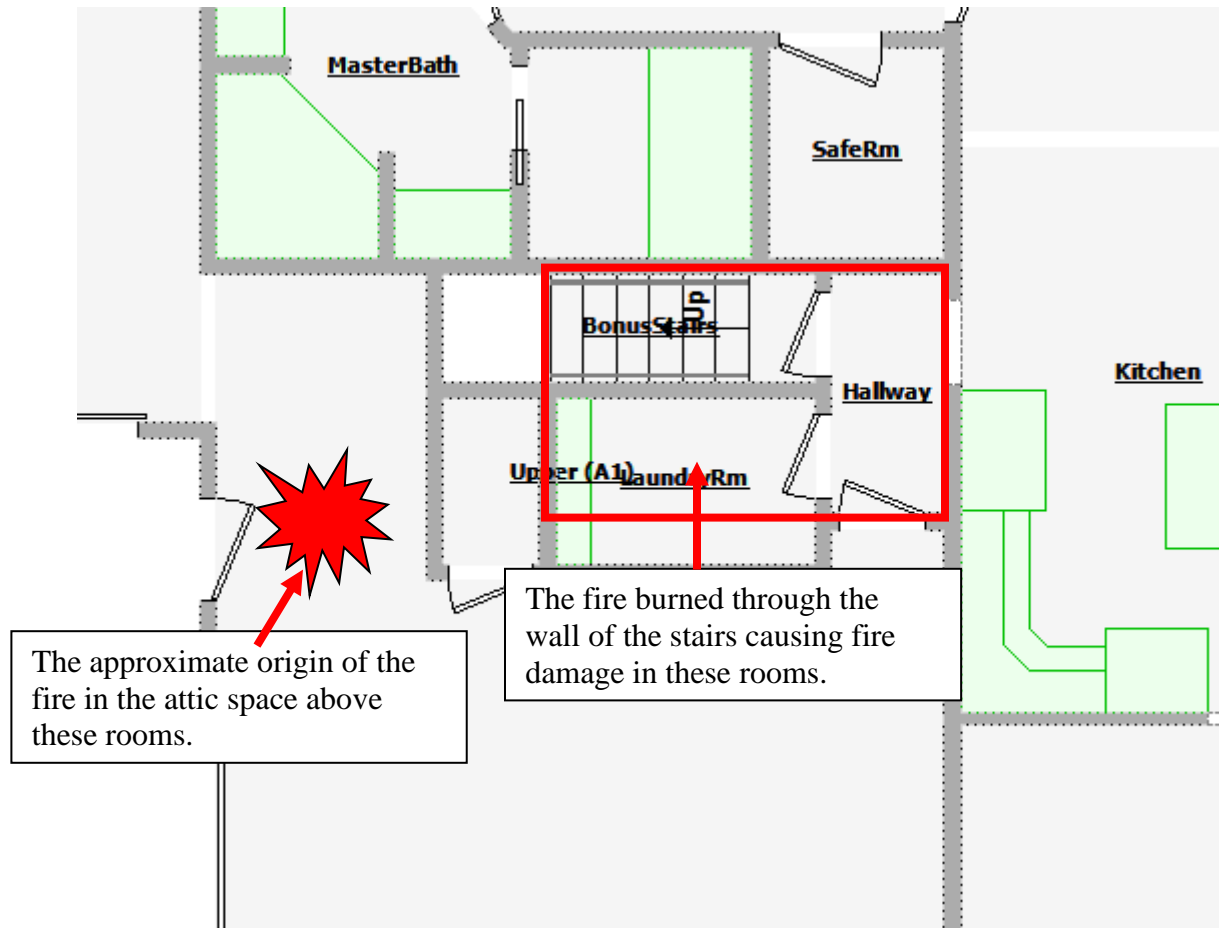 MasterBath
SafeRm
Up
BonusStairs
Kitchen
Hallway
Upper (A1)
LaundryRm
The fire burned through the
wall of the stairs causing fire
damage in these rooms.
The approximate origin of the
fire in the attic space above
these rooms.